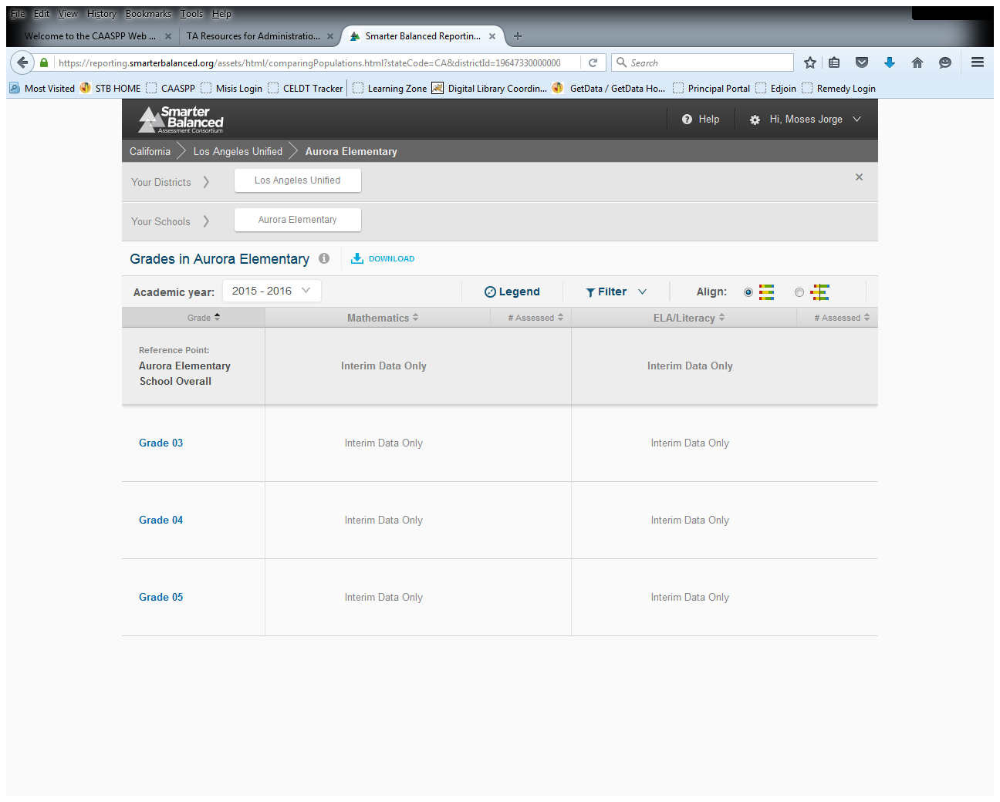 File Edit View History Bookmarks Tools Help
Welcome to the CAASPP Web ... × TA Resources for Administratio... × Smarter Balanced Reportin... × +
https://reporting.smarterbalanced.org/assets/html/comparingPopulations.html?stateCode=CA&districtId=19647330000000 Search
Most Visited STB HOME CAASPP Misis Login CELDT Tracker Learning Zone Digital Library Coordin... GetData / GetData Ho... Principal Portal Edjoin Remedy Login
Smarter
Balanced
Assessment Consortium
Help Hi, Moses Jorge
California Los Angeles Unified Aurora Elementary
Your Districts Los Angeles Unified ×
Your Schools Aurora Elementary
Grades in Aurora Elementary DOWNLOAD
Academic year: 2015 - 2016 Legend Filter Align:
Grade Mathematics # Assessed ELA/Literacy # Assessed
Reference Point:
Aurora Elementary
School Overall
Interim Data Only Interim Data Only
Grade 03 Interim Data Only Interim Data Only
Grade 04 Interim Data Only Interim Data Only
Grade 05 Interim Data Only Interim Data Only